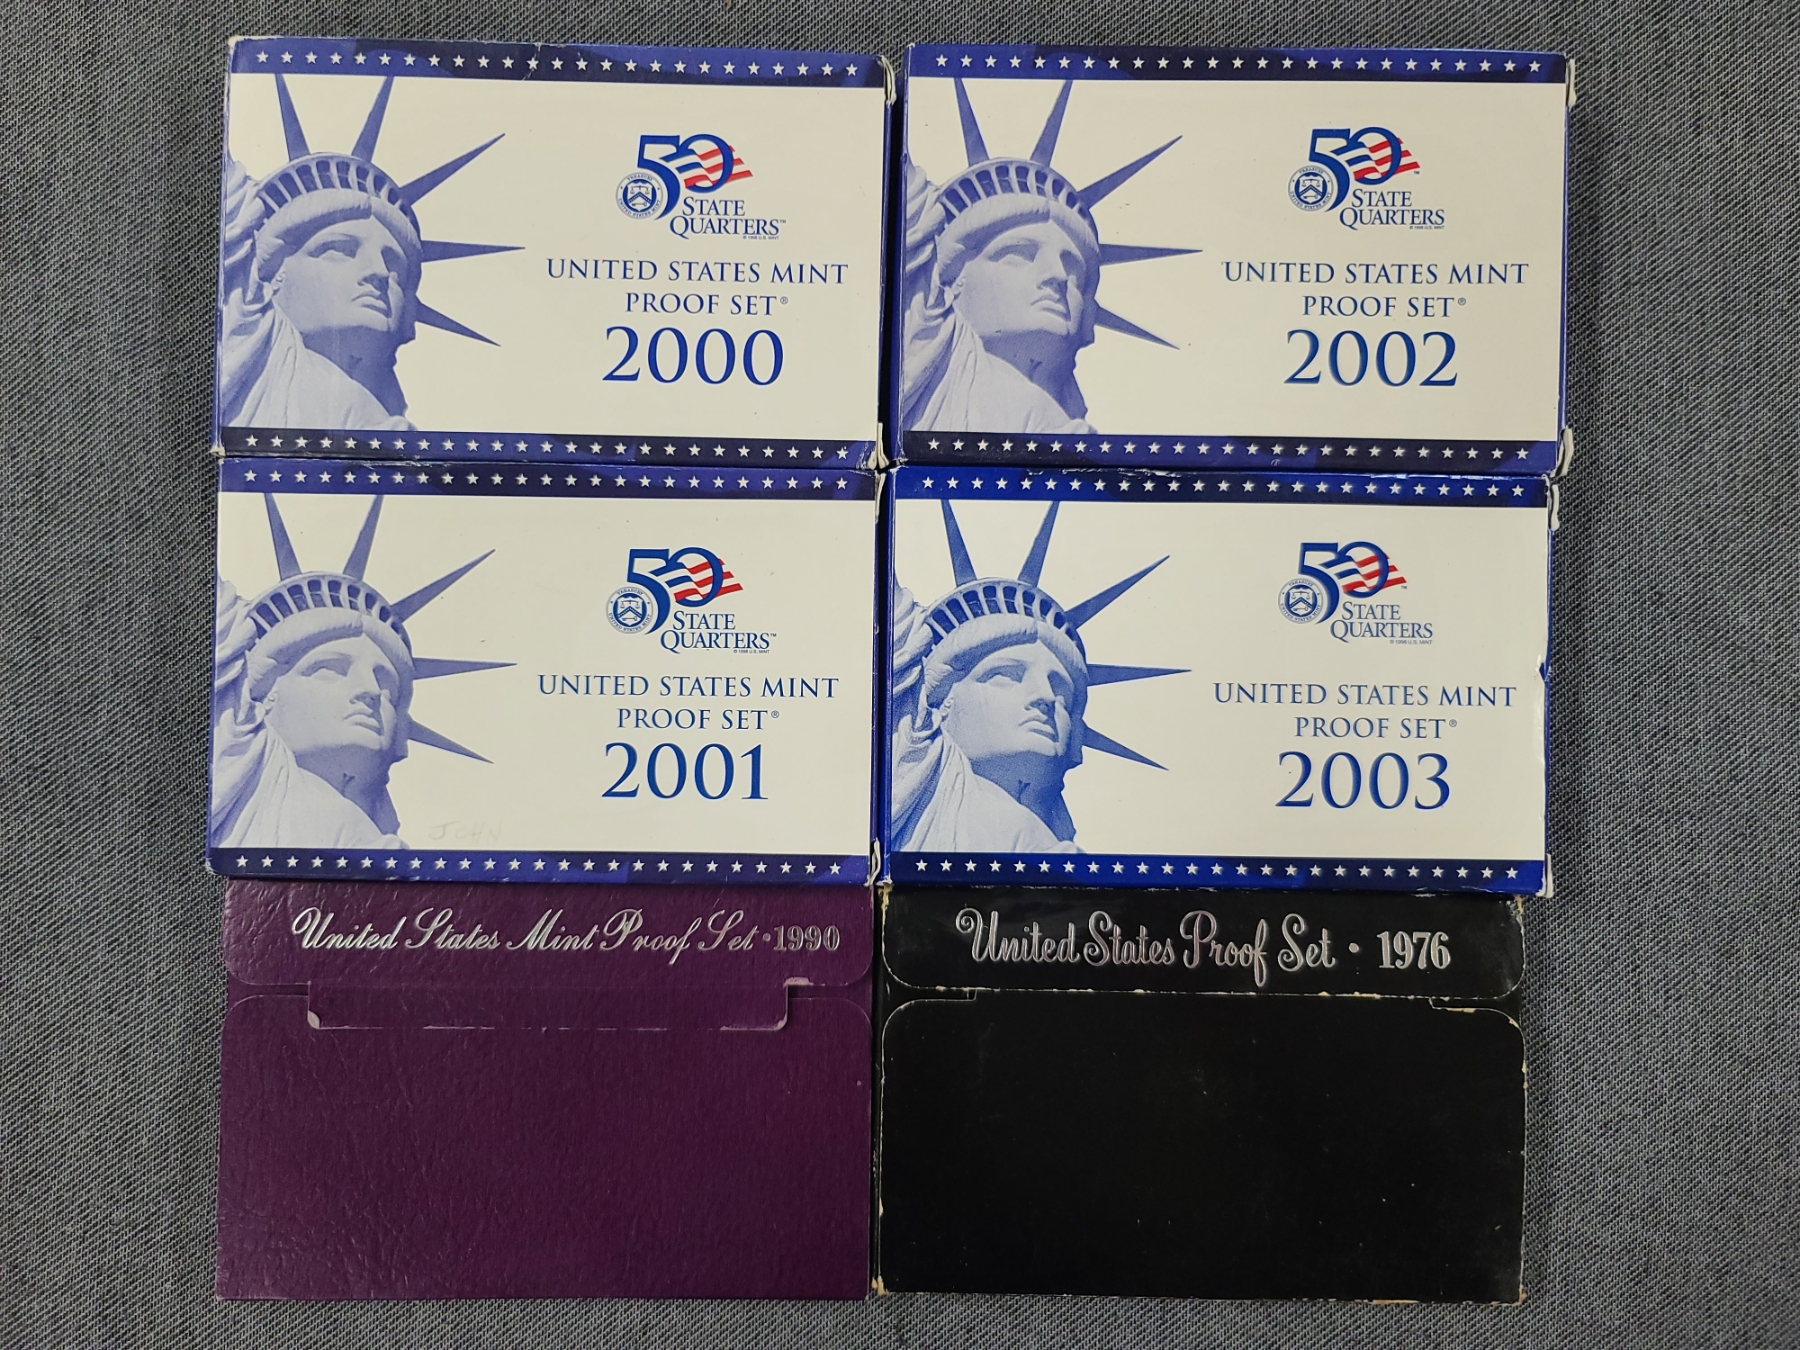 50
STATE
QUARTERS™
UNITED STATES MINT
PROOF SET®
2000
50
STATE
QUARTERS
UNITED STATES MINT
PROOF SET®
2002
50
STATE
QUARTERS™
UNITED STATES MINT
PROOF SET®
2001
JOHN
50
STATE
QUARTERS
UNITED STATES MINT
PROOF SET®
2003
United States Mint Proof Set · 1990
United States Proof Set · 1976